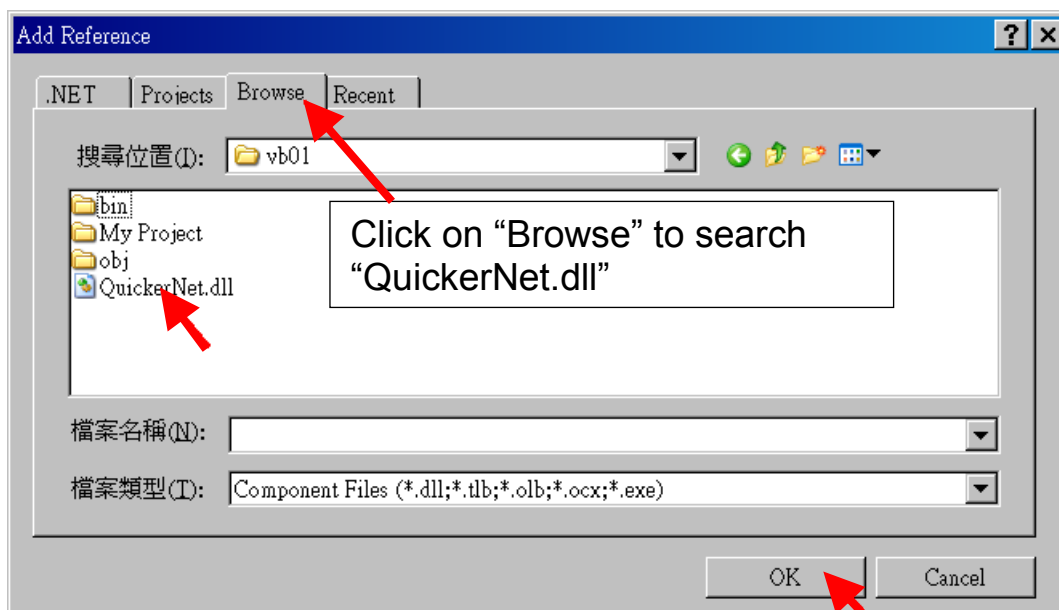 Add Reference
.NET Projects Browse Recent
搜尋位置(I): vb01
bin
My Project
obj
QuickerNet.dll
Click on “Browse” to search
“QuickerNet.dll”
檔案名稱(N):
檔案類型(T): Component Files (*.dll;*.tlb;*.olb;*.ocx;*.exe)
OK Cancel